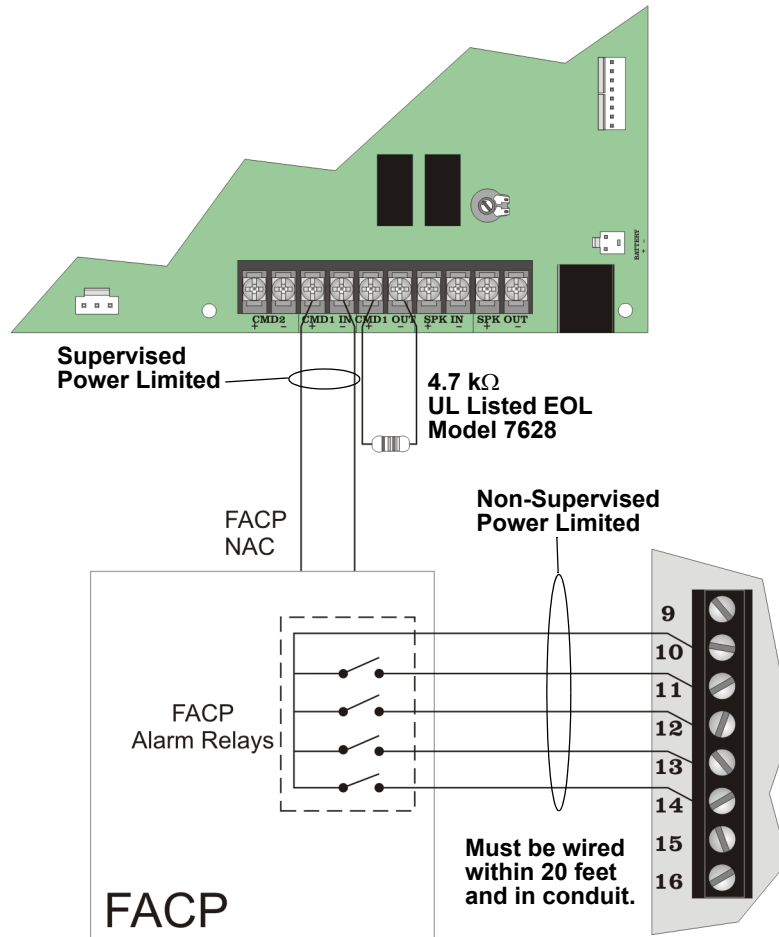 BATTERY
+ -
CMD2 CMD1 IN CMD1 OUT SPK IN SPK OUT
+ - + - + - + - + -
Supervised
Power Limited
4.7 kΩ
UL Listed EOL
Model 7628
FACP
NAC
Non-Supervised
Power Limited
9
10
11
12
13
14
15
16
FACP
Alarm Relays
Must be wired
within 20 feet
and in conduit.
FACP